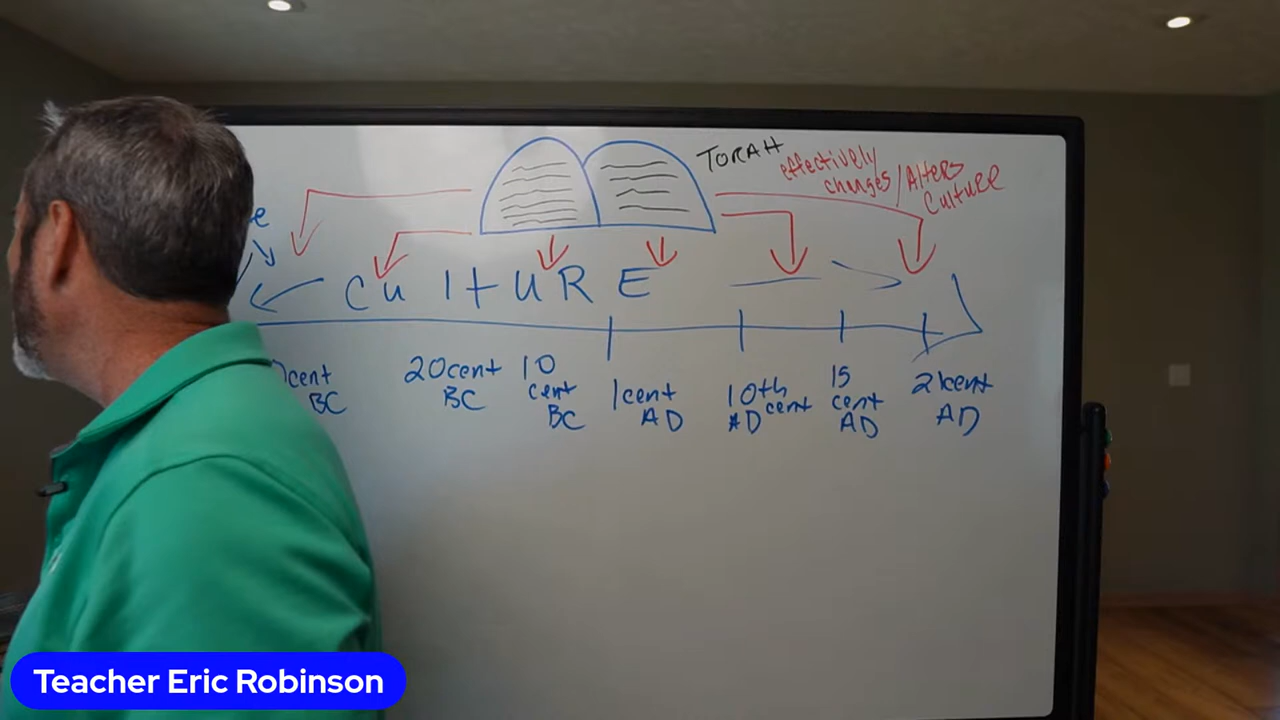 TORAH
effectively
changes / Alters
Culture
e
CultuRE
cent
BC
20cent
BC
10
cent
BC
1cent
AD
10th
cent
AD
15
cent
AD
21cent
AD
Teacher Eric Robinson